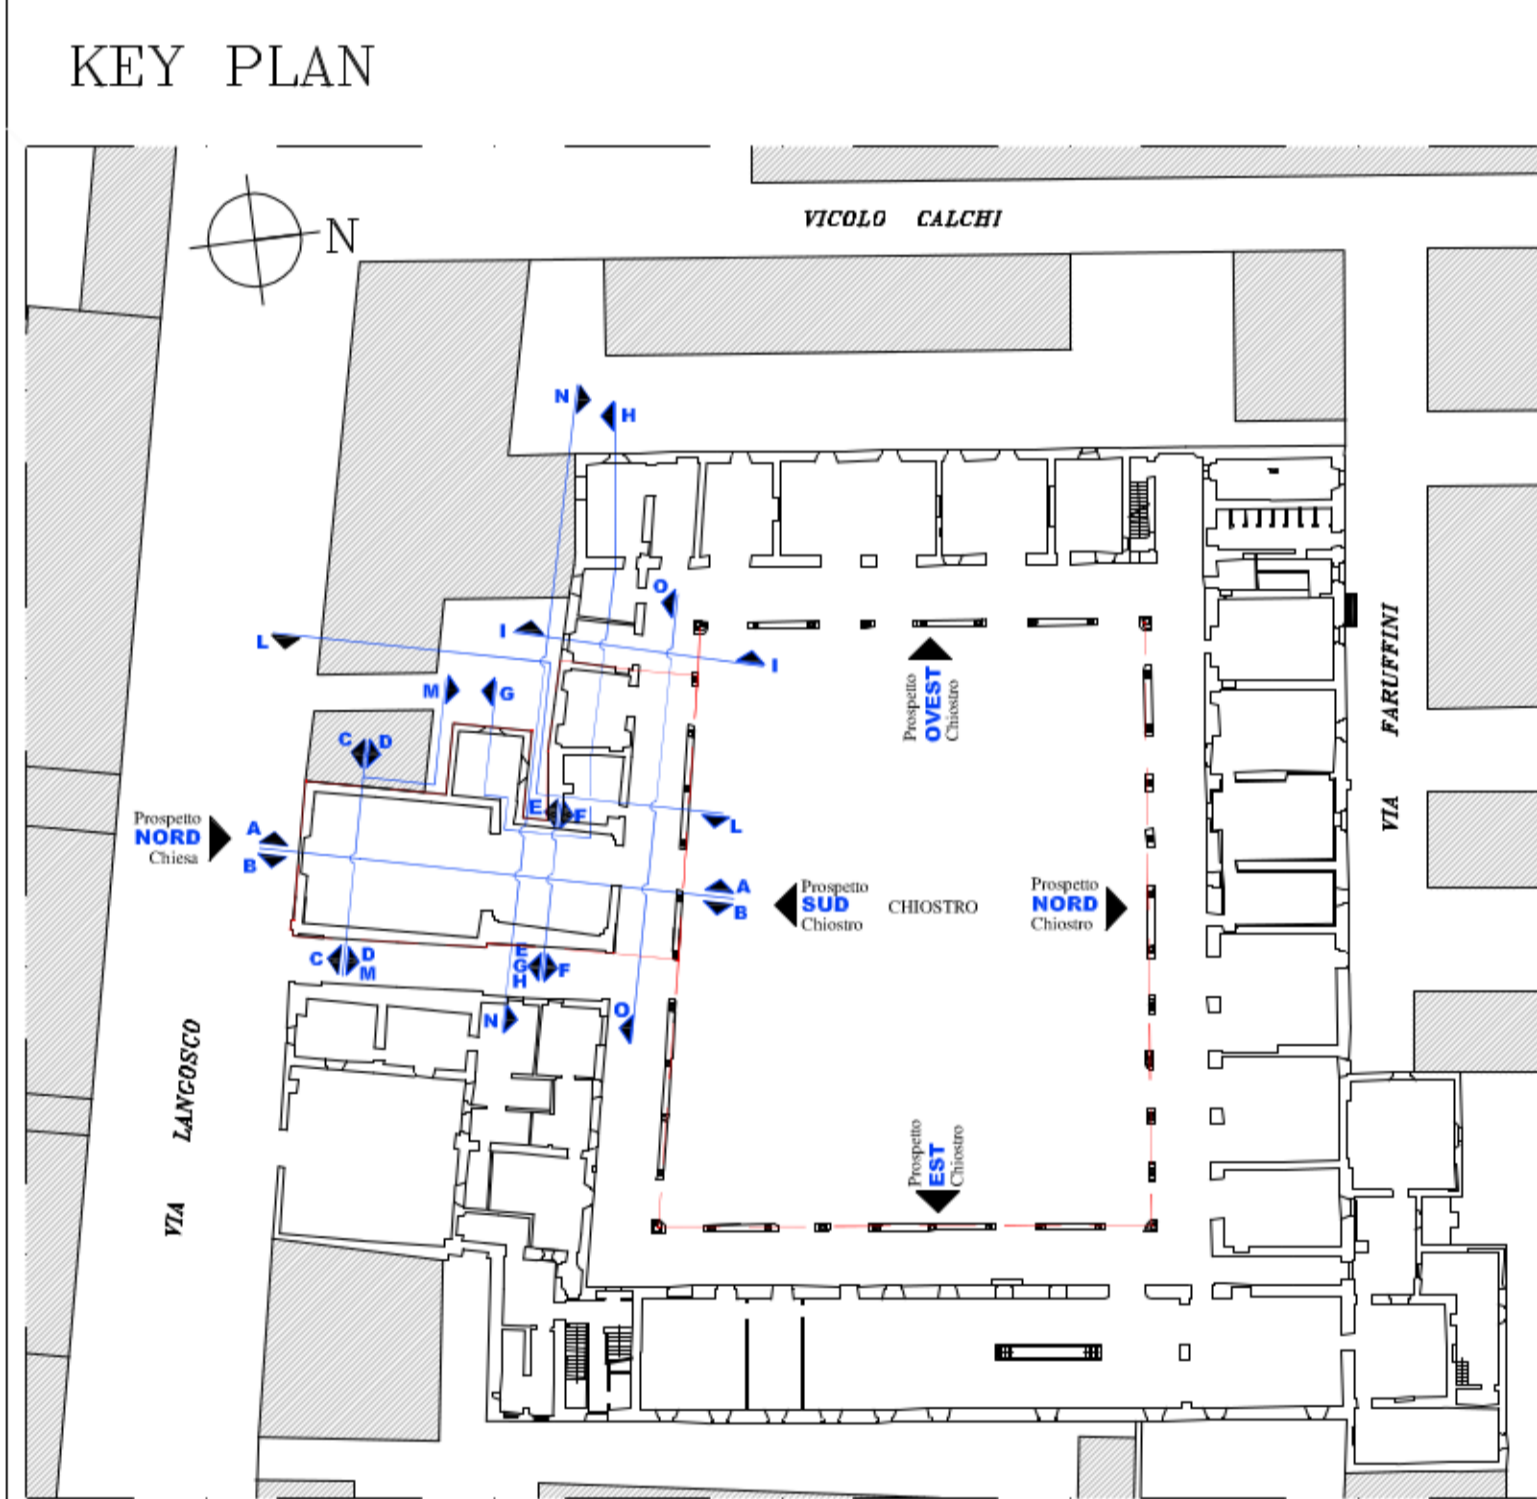 KEY PLAN
N
VICOLO CALCHI
N
H
O
I
I
L
M
G
C
D
Prospetto
OVEST
Chiostro
VIA FARUFFINI
Prospetto
NORD
Chiesa
A
B
E
F
L
A
B
Prospetto
SUD
Chiostro
CHIOSTRO
Prospetto
NORD
Chiostro
C
D
M
E
G
H
F
N
O
VIA LANGOSCO
Prospetto
EST
Chiostro